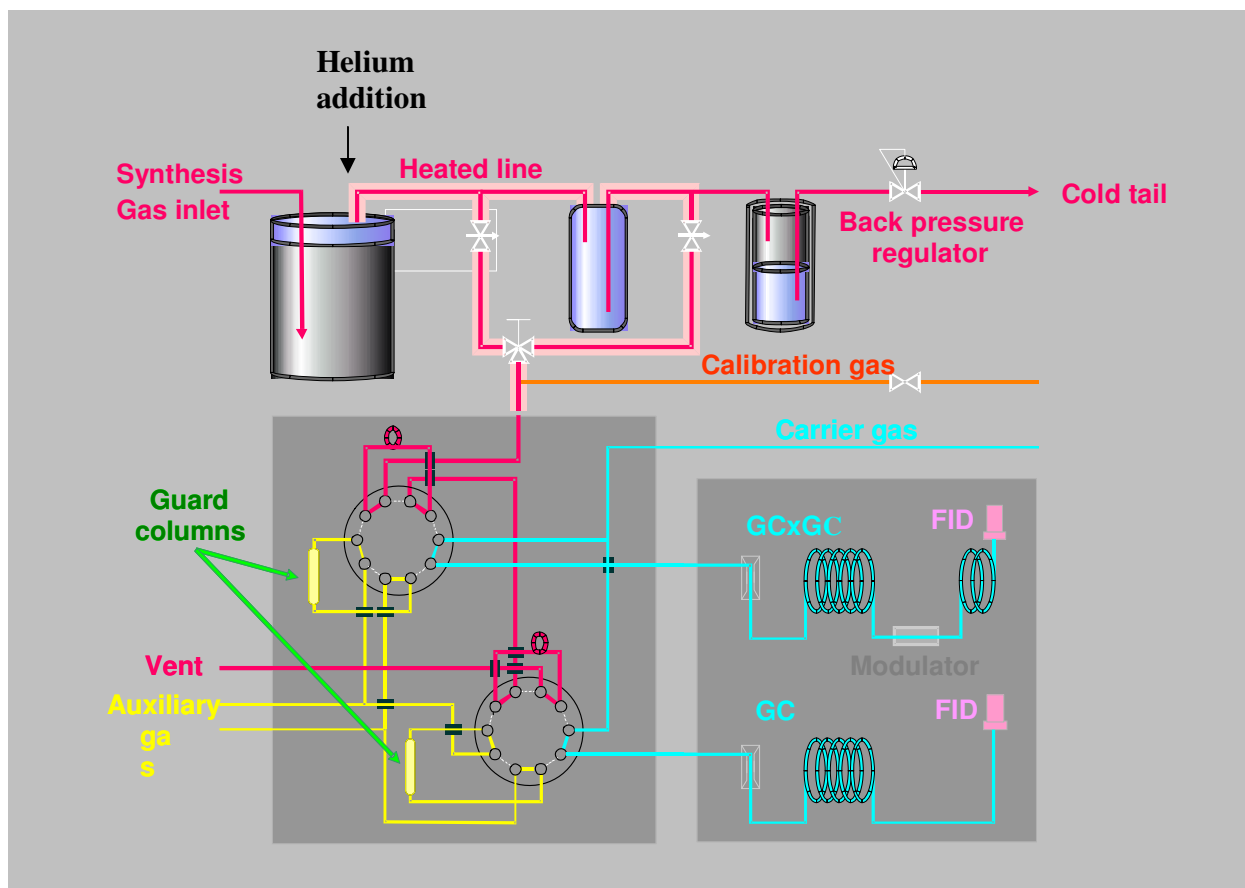 Helium
addition
Synthesis
Gas inlet
Heated line
Cold tail
Back pressure
regulator
Calibration gas
Carrier gas
Guard
columns
GCxGC
FID
Modulator
Vent
Auxiliary
ga
s
GC
FID